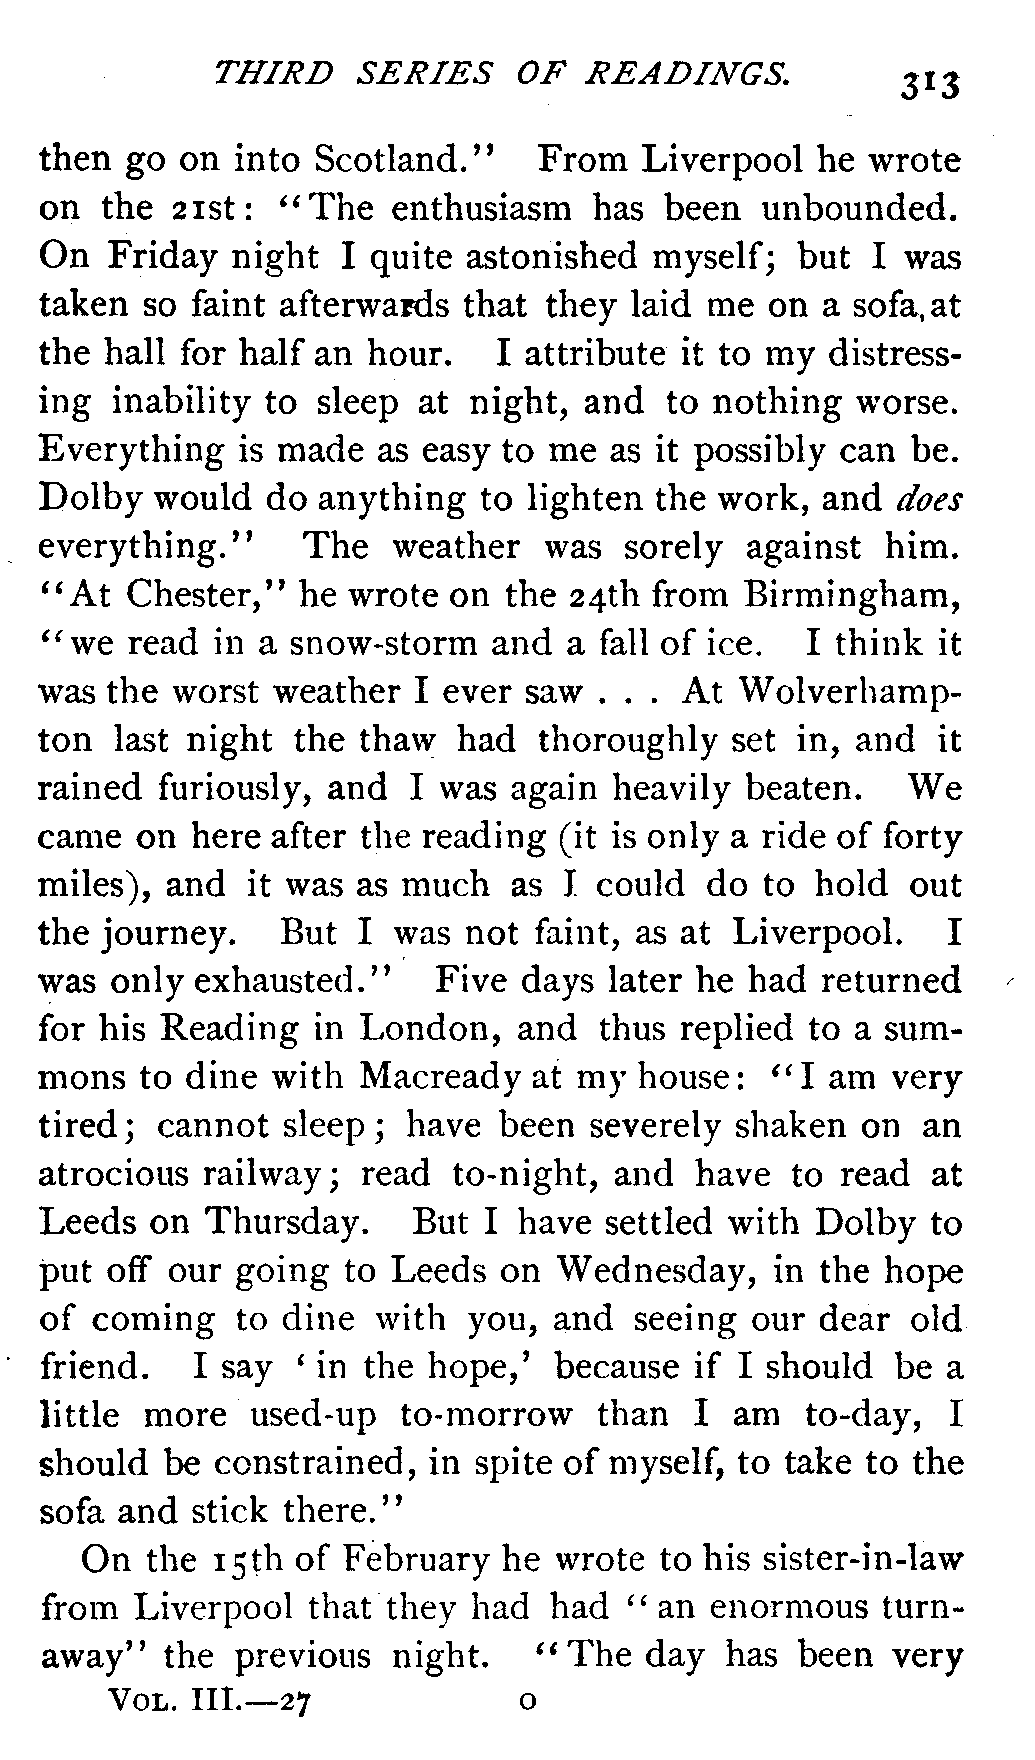 THIRD SERIES OF READINGS. 313
then go on into Scotland." From Liverpool he wrote
on the 21st: "The enthusiasm has been unbounded.
On Friday night I quite astonished myself; but I was
taken so faint afterwards that they laid me on a sofa, at
the hall for half an hour. I attribute it to my distress-
ing inability to sleep at night, and to nothing worse.
Everything is made as easy to me as it possibly can be.
Dolby would do anything to lighten the work, and does
everything." The weather was sorely against him.
"At Chester," he wrote on the 24th from Birmingham,
"we read in a snow-storm and a fall of ice. I think it
was the worst weather I ever saw . . . At Wolverhamp-
ton last night the thaw had thoroughly set in, and it
rained furiously, and I was again heavily beaten. We
came on here after the reading (it is only a ride of forty
miles), and it was as much as I could do to hold out
the journey. But I was not faint, as at Liverpool. I
was only exhausted." Five days later he had returned
for his Reading in London, and thus replied to a sum-
mons to dine with Macready at my house: "I am very
tired; cannot sleep; have been severely shaken on an
atrocious railway; read to-night, and have to read at
Leeds on Thursday. But I have settled with Dolby to
put off our going to Leeds on Wednesday, in the hope
of coming to dine with you, and seeing our dear old
friend. I say 'in the hope,' because if I should be a
little more used-up to-morrow than I am to-day, I
should be constrained, in spite of myself, to take to the
sofa and stick there."
On the 15th of February he wrote to his sister-in-law
from Liverpool that they had had "an enormous turn-
away" the previous night. "The day has been very
VOL. III.—27 O